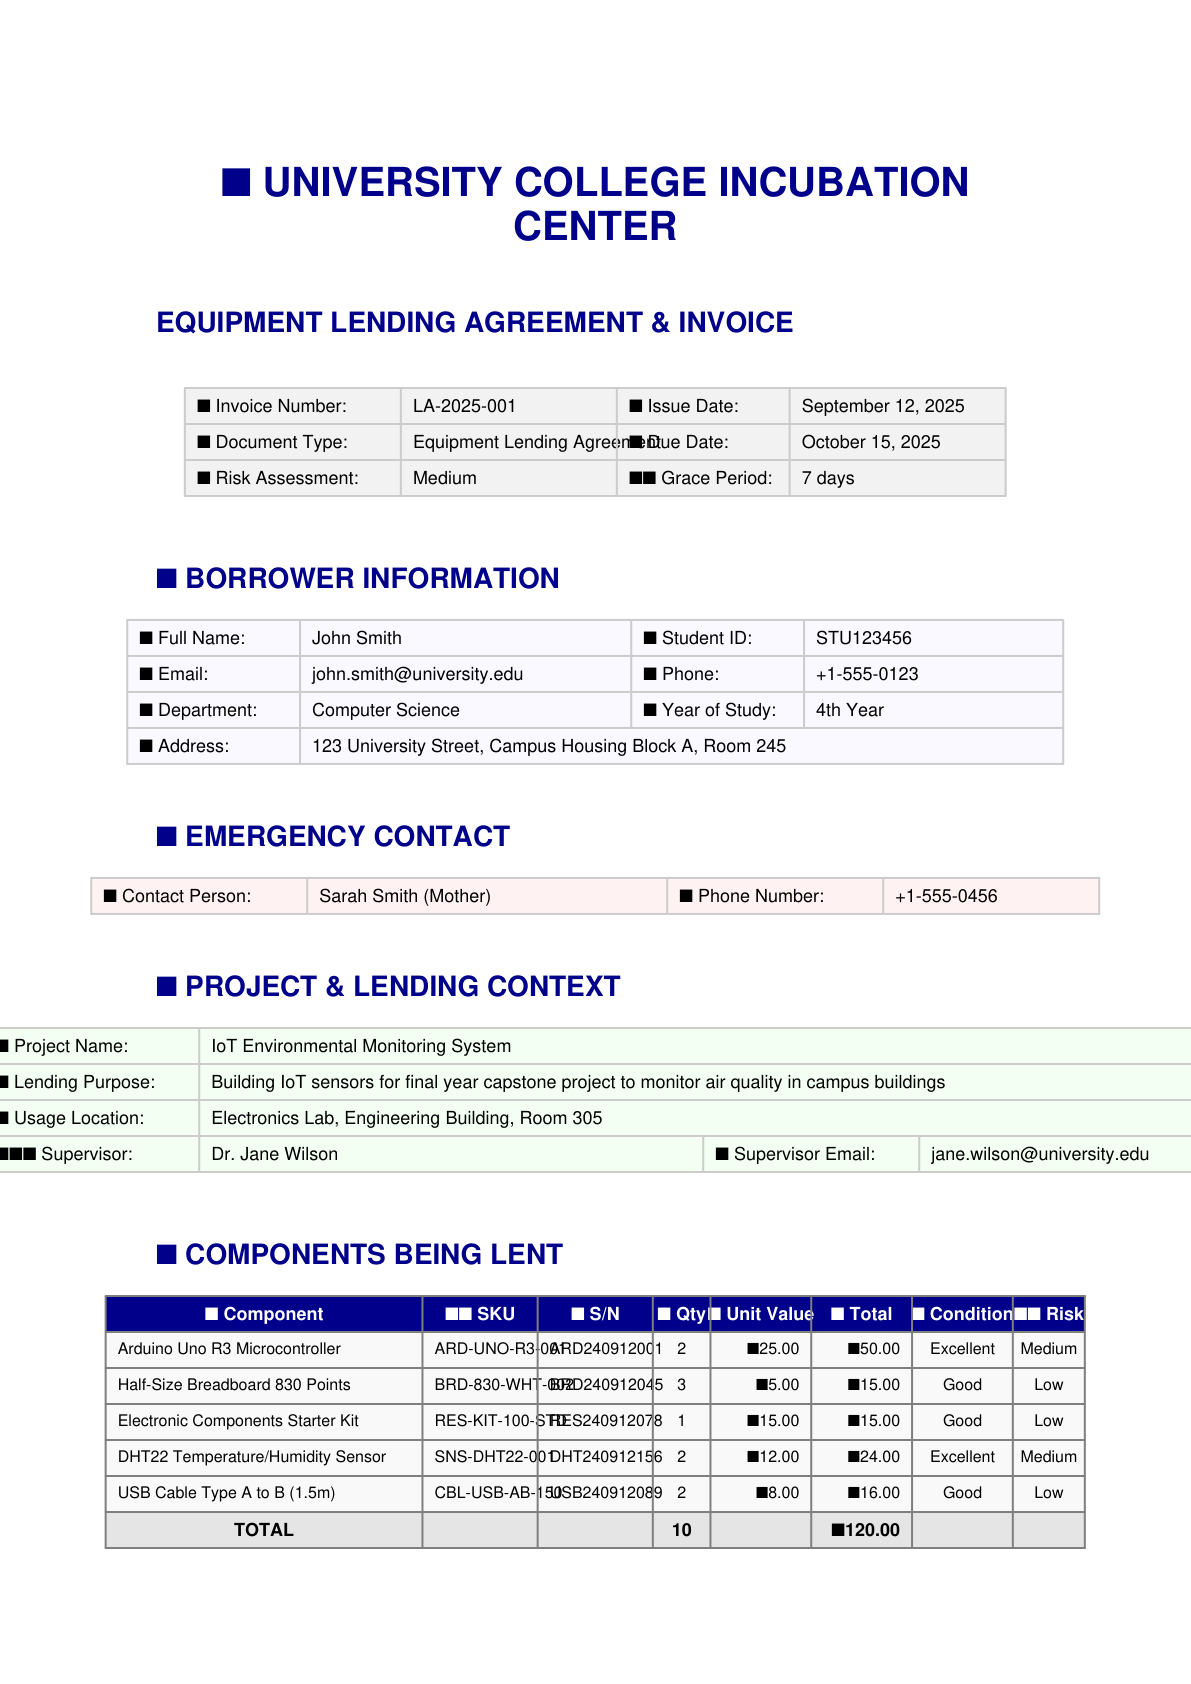 ■ UNIVERSITY COLLEGE INCUBATION
CENTER
EQUIPMENT LENDING AGREEMENT & INVOICE
■ Invoice Number: LA-2025-001 ■ Issue Date: September 12, 2025
■ Document Type: Equipment Lending Agreement ■ Due Date: October 15, 2025
■ Risk Assessment: Medium ■■ Grace Period: 7 days
■ BORROWER INFORMATION
■ Full Name: John Smith ■ Student ID: STU123456
■ Email: john.smith@university.edu ■ Phone: +1-555-0123
■ Department: Computer Science ■ Year of Study: 4th Year
■ Address: 123 University Street, Campus Housing Block A, Room 245
■ EMERGENCY CONTACT
■ Contact Person: Sarah Smith (Mother) ■ Phone Number: +1-555-0456
■ PROJECT & LENDING CONTEXT
■ Project Name: IoT Environmental Monitoring System
■ Lending Purpose: Building IoT sensors for final year capstone project to monitor air quality in campus buildings
■ Usage Location: Electronics Lab, Engineering Building, Room 305
■■■ Supervisor: Dr. Jane Wilson ■ Supervisor Email: jane.wilson@university.edu
■ COMPONENTS BEING LENT
■ Component ■■ SKU ■ S/N ■ Qty ■ Unit Value ■ Total ■ Condition ■■ Risk
Arduino Uno R3 Microcontroller ARD-UNO-R3-001 ARD240912001 2 ■25.00 ■50.00 Excellent Medium
Half-Size Breadboard 830 Points BRD-830-WHT-002 BRD240912045 3 ■5.00 ■15.00 Good Low
Electronic Components Starter Kit RES-KIT-100-STD RES240912078 1 ■15.00 ■15.00 Good Low
DHT22 Temperature/Humidity Sensor SNS-DHT22-001 DHT240912156 2 ■12.00 ■24.00 Excellent Medium
USB Cable Type A to B (1.5m) CBL-USB-AB-150 USB240912089 2 ■8.00 ■16.00 Good Low
TOTAL 10 ■120.00